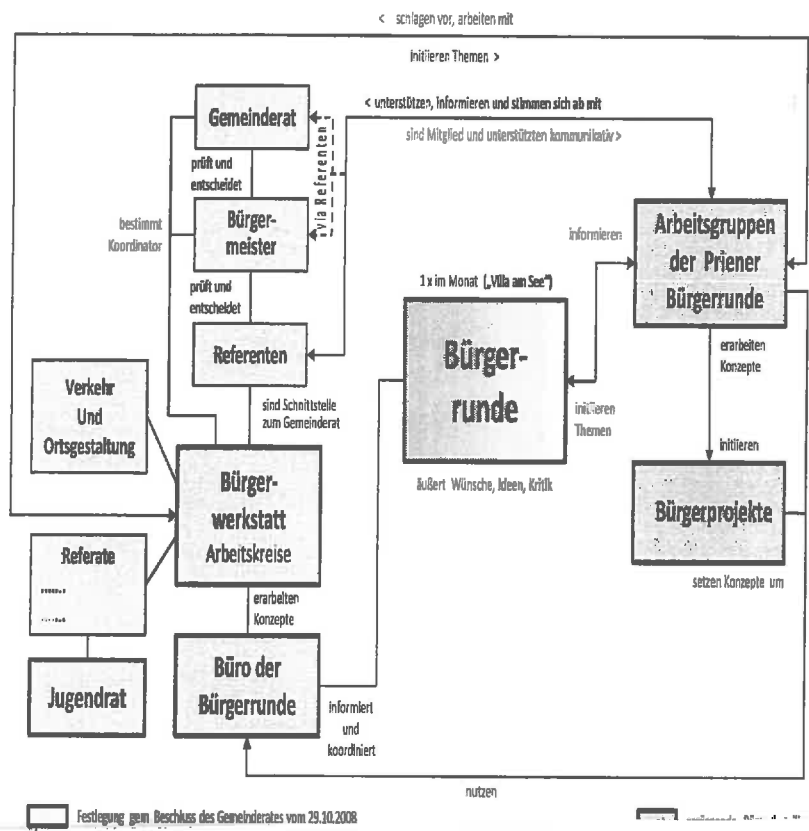 < schlagen vor, arbeiten mit
initiieren Themen >
< unterstützen, informieren und stimmen sich ab mit
sind Mitglied und unterstützten kommunikativ >
Gemeinderat
prüft und
entscheidet
via Referenten
bestimmt
Koordinator
Bürger-
meister
prüft und
entscheidet
Referenten
sind Schnittstelle
zum Gemeinderat
Verkehr
Und
Ortsgestaltung
Bürger-
werkstatt
Arbeitskreise
Referate
Jugendrat
erarbeiten
Konzepte
Büro der
Bürgerrunde
informiert
und
koordiniert
1 x im Monat („Villa am See“)
Bürger-
runde
äußert Wünsche, Ideen, Kritik
informieren
initiieren
Themen
Arbeitsgruppen
der Priener
Bürgerrunde
erarbeiten
Konzepte
initiieren
Bürgerprojekte
setzen Konzepte um
nutzen
Festlegung gem Beschluss des Gemeinderates vom 29.10.2008